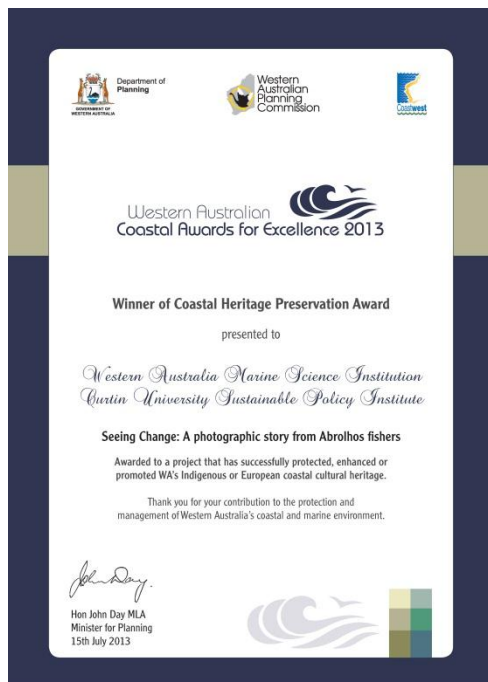 Department of
Planning
GOVERNMENT OF
WESTERN AUSTRALIA
Western
Australian
Planning
Commission
Coastwest
Western Australian
Coastal Awards for Excellence 2013
Winner of Coastal Heritage Preservation Award
presented to
Western Australia Marine Science Institution
Curtin University Sustainable Policy Institute
Seeing Change: A photographic story from Abrolhos fishers
Awarded to a project that has successfully protected, enhanced or
promoted WA's Indigenous or European coastal cultural heritage.
Thank you for your contribution to the protection and
management of Western Australia's coastal and marine environment.
John Day.
Hon John Day MLA
Minister for Planning
15th July 2013